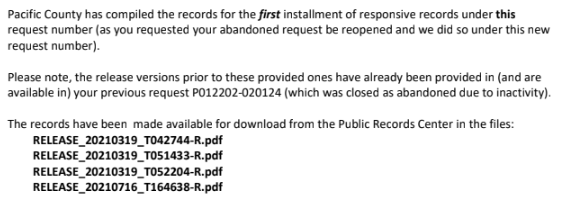 Pacific County has compiled the records for the first installment of responsive records under this
request number (as you requested your abandoned request be reopened and we did so under this new
request number).
Please note, the release versions prior to these provided ones have already been provided in (and are
available in) your previous request P012202-020124 (which was closed as abandoned due to inactivity).
The records have been made available for download from the Public Records Center in the files:
RELEASE_20210319_T042744-R.pdf
RELEASE_20210319_T051433-R.pdf
RELEASE_20210319_T052204-R.pdf
RELEASE_20210716_T164638-R.pdf